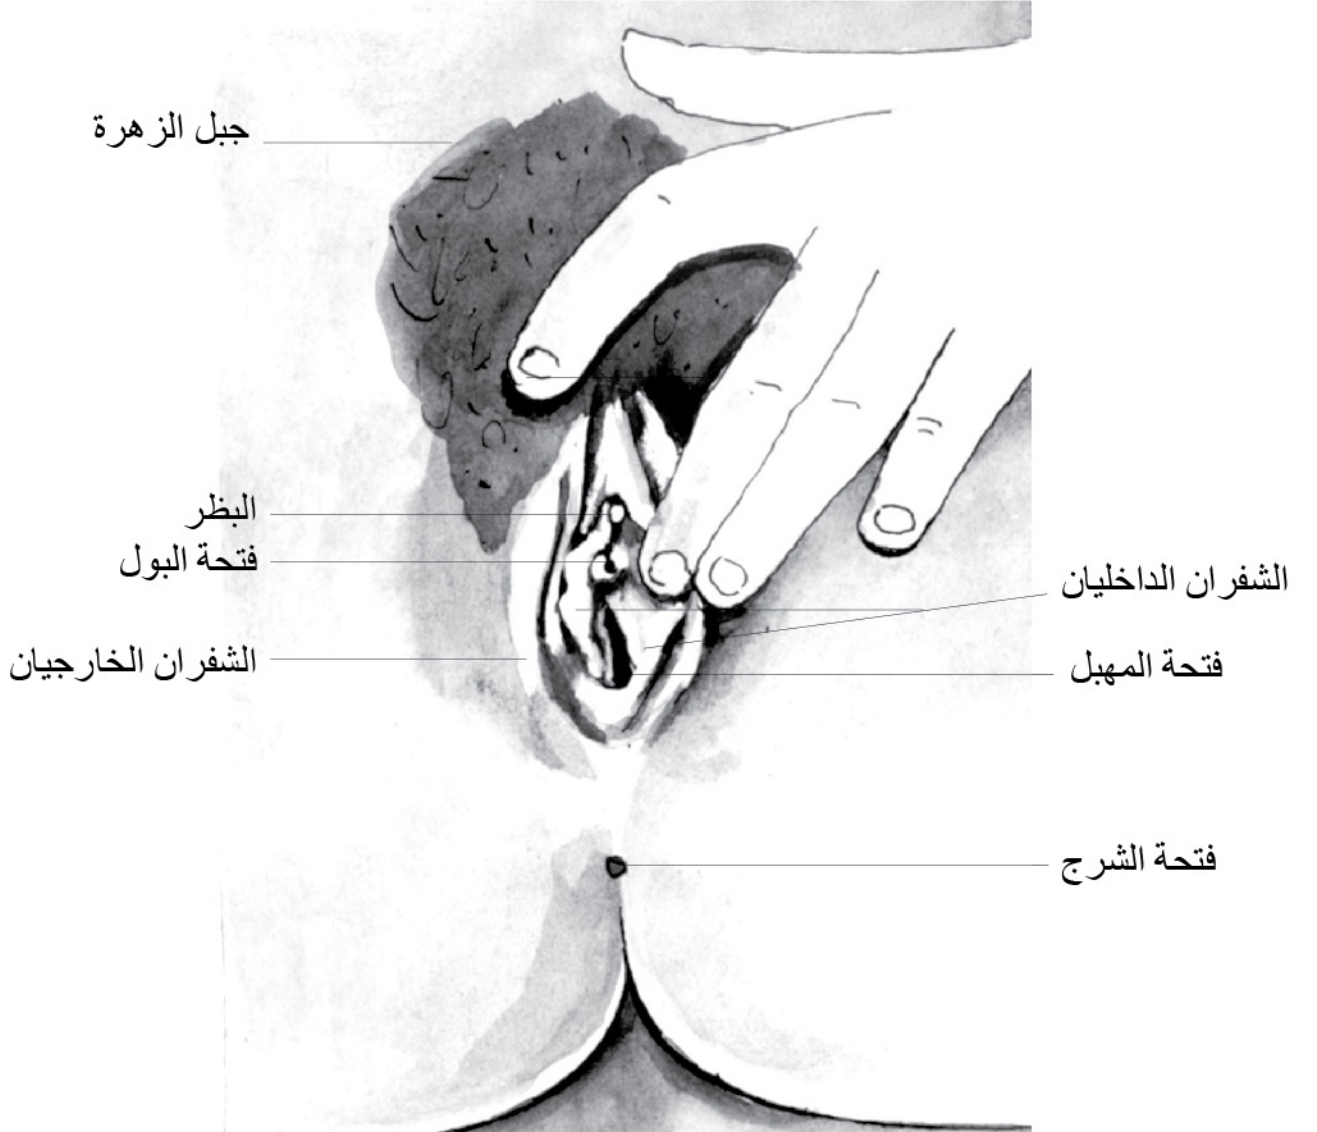 جبل الزهرة
البظر
فتحة البول
الشفران الداخليان
الشفران الخارجيان
فتحة المهبل
فتحة الشرج